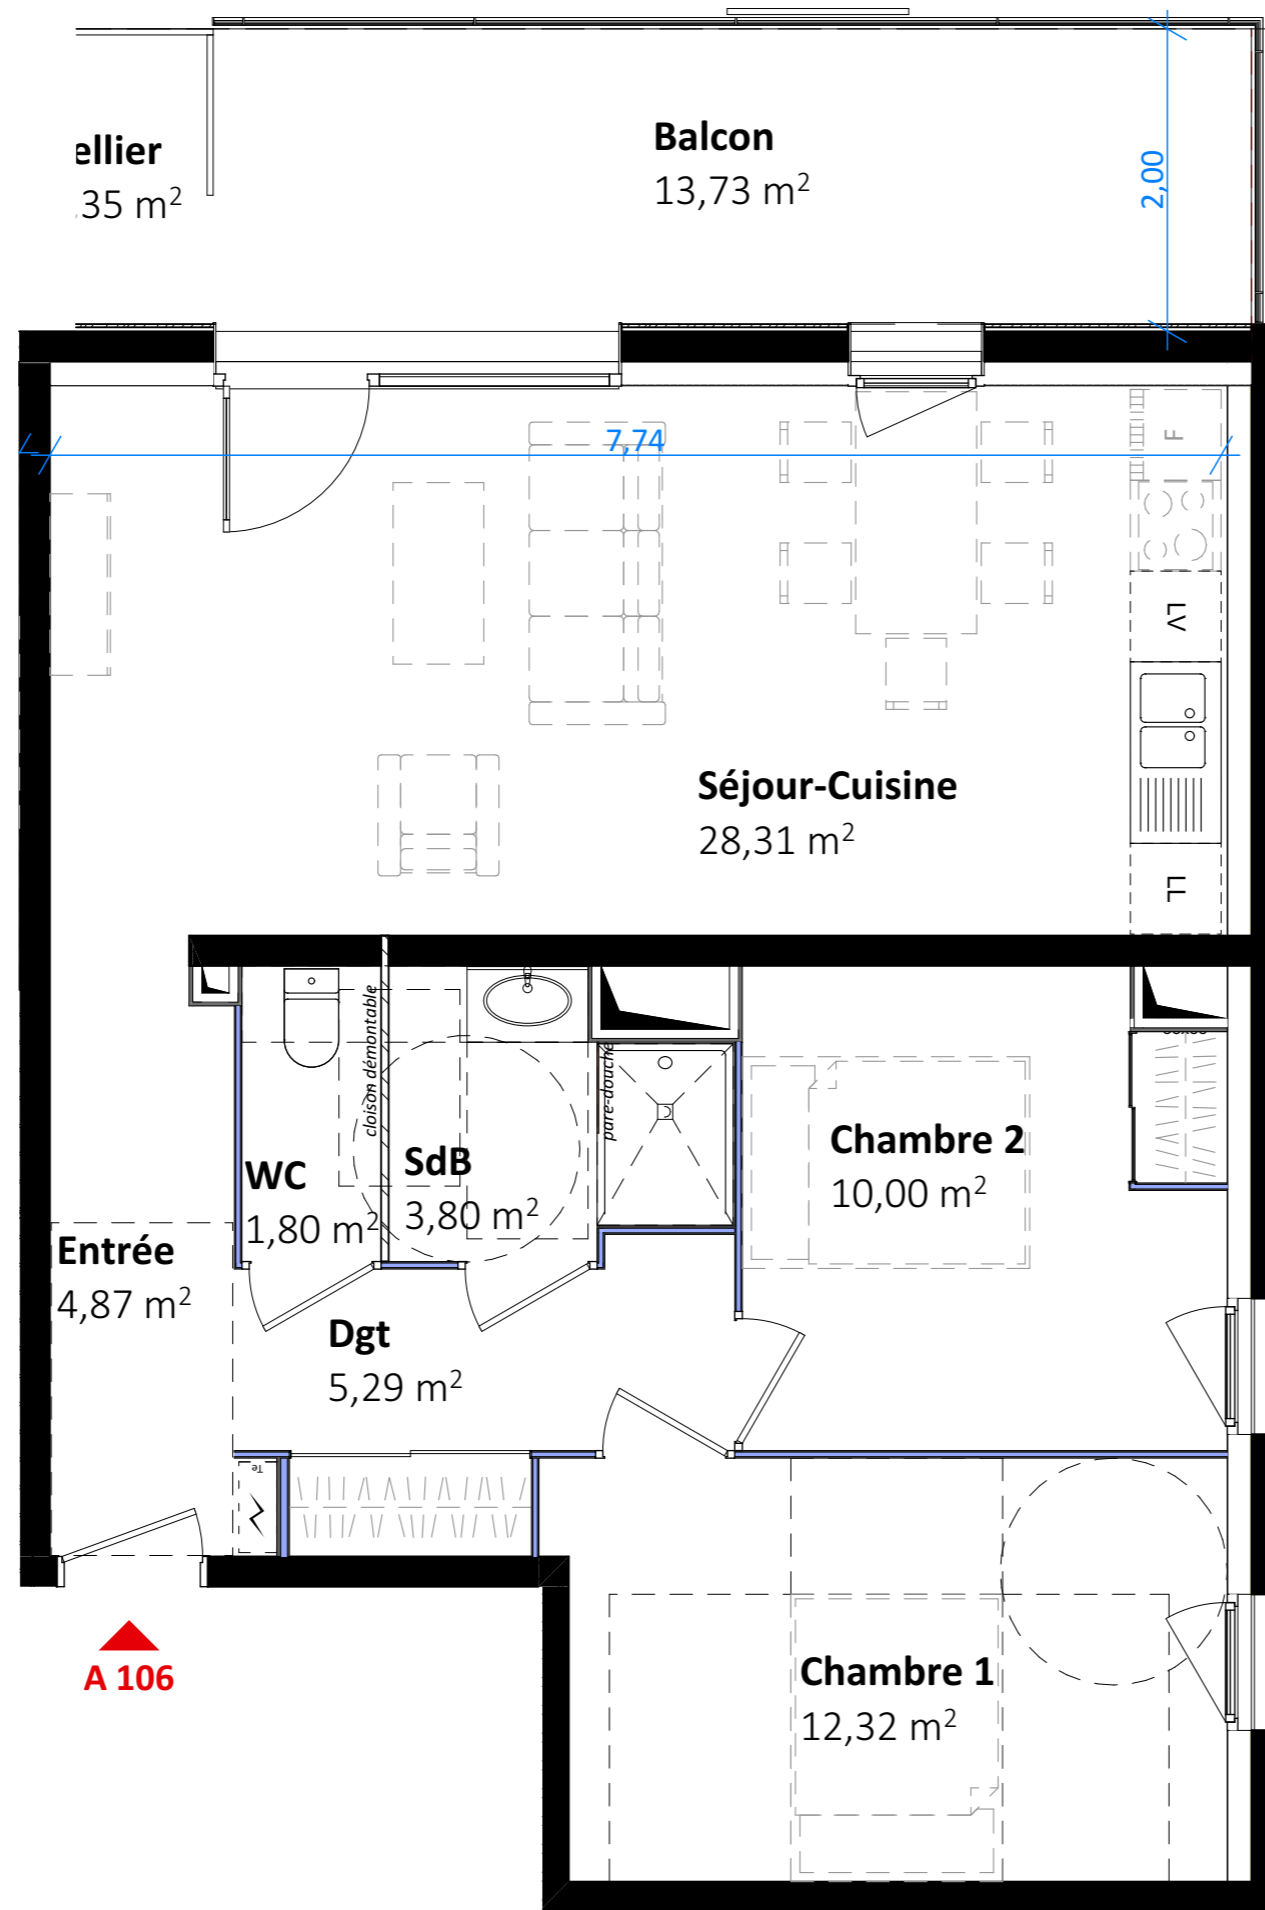 Balcon
13,73 m²
ellier
,35 m²
2,00
7,74
F
LV
LL
Séjour-Cuisine
28,31 m²
cloison démontable
pare-douche
WC
1,80 m²
SdB
3,80 m²
Chambre 2
10,00 m²
Entrée
4,87 m²
Dgt
5,29 m²
Te
Chambre 1
12,32 m²
A 106